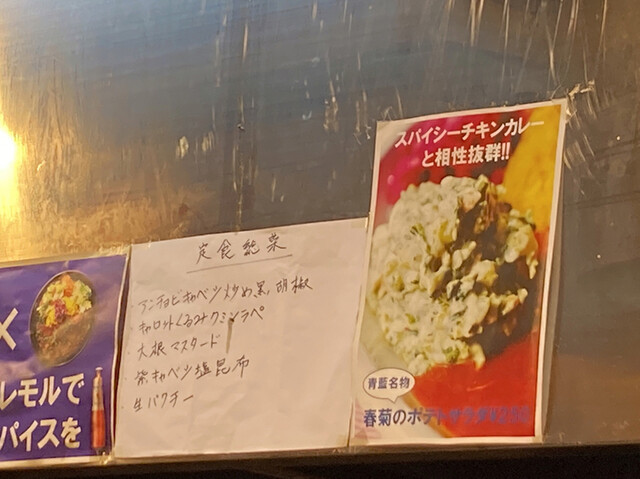 ×
レモルで
パイスを
定食総菜
・アンチョビキャベツ炒め黒胡椒
・キャロットくるみクミンラペ
・大根マスタード
・紫キャベツ塩昆布
・生パクチー
スパイシーチキンカレー
と相性抜群!!
青藍名物
春菊のポテトサラダ